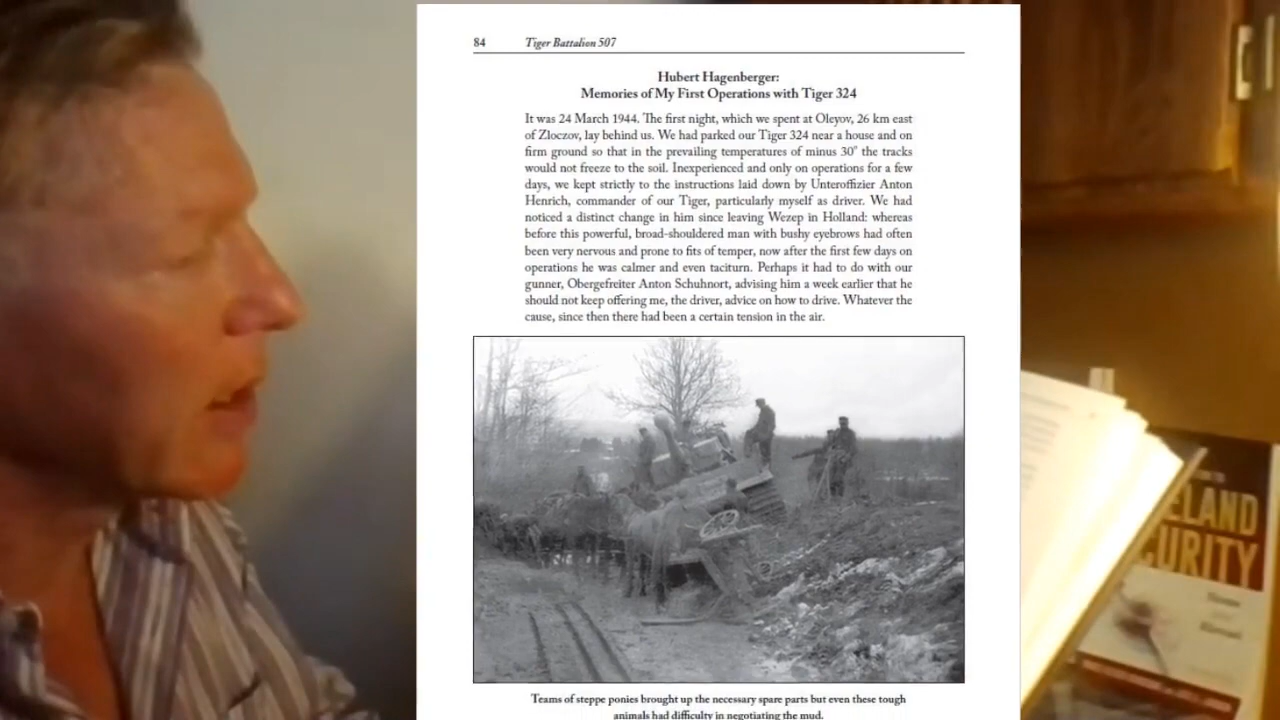 84 Tiger Battalion 507
Hubert Hagenberger:
Memories of My First Operations with Tiger 324
It was 24 March 1944. The first night, which we spent at Oleyov, 26 km east
of Zloczov, lay behind us. We had parked our Tiger 324 near a house and on
firm ground so that in the prevailing temperatures of minus 30° the tracks
would not freeze to the soil. Inexperienced and only on operations for a few
days, we kept strictly to the instructions laid down by Unteroffizier Anton
Henrich, commander of our Tiger, particularly myself as driver. We had
noticed a distinct change in him since leaving Wezep in Holland: whereas
before this powerful, broad-shouldered man with bushy eyebrows had often
been very nervous and prone to fits of temper, now after the first few days on
operations he was calmer and even taciturn. Perhaps it had to do with our
gunner, Obergefreiter Anton Schuhnort, advising him a week earlier that he
should not keep offering me, the driver, advice on how to drive. Whatever the
cause, since then there had been a certain tension in the air.
Teams of steppe ponies brought up the necessary spare parts but even these tough
animals had difficulty in negotiating the mud.
ELAND
CURITY